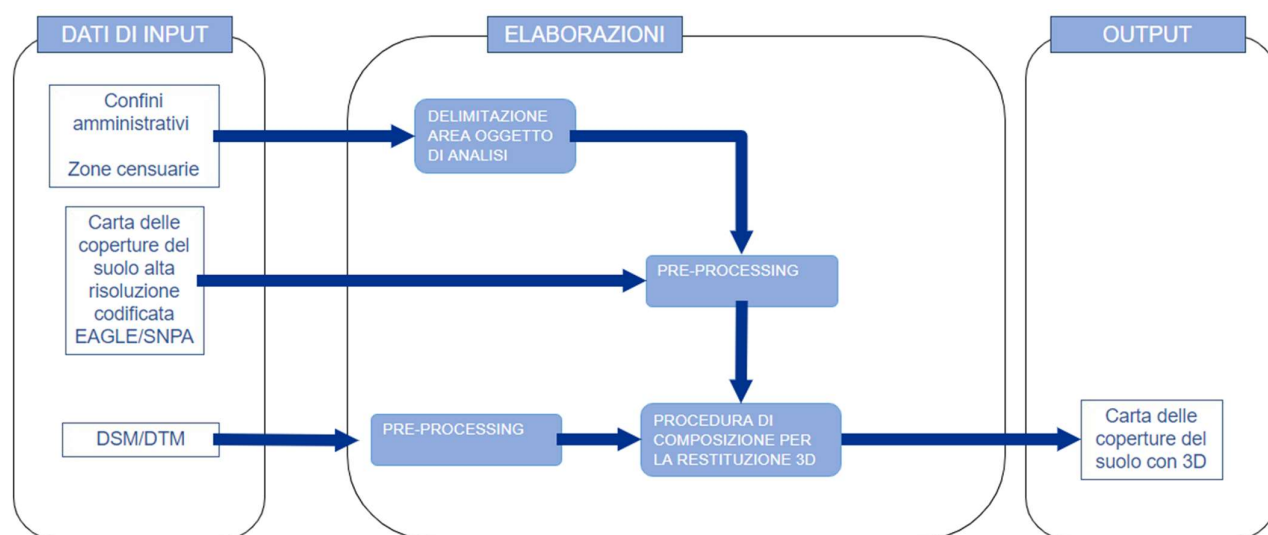 DATI DI INPUT
ELABORAZIONI
OUTPUT
Confini
amministrativi
Zone censuarie
DELIMITAZIONE
AREA OGGETTO
DI ANALISI
Carta delle
coperture del
suolo alta
risoluzione
codificata
EAGLE/SNPA
PRE-PROCESSING
DSM/DTM
PRE-PROCESSING
PROCEDURA DI
COMPOSIZIONE PER
LA RESTITUZIONE 3D
Carta delle
coperture del
suolo con 3D